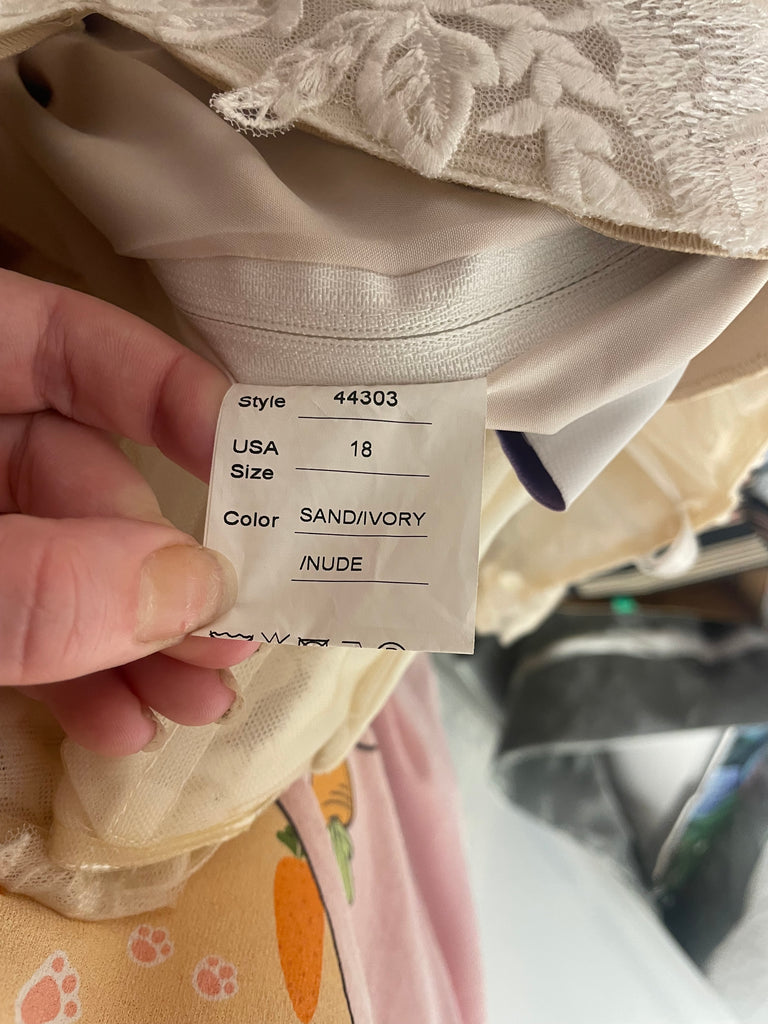 Style 44303
USA Size 18
Color SAND/IVORY
/NUDE